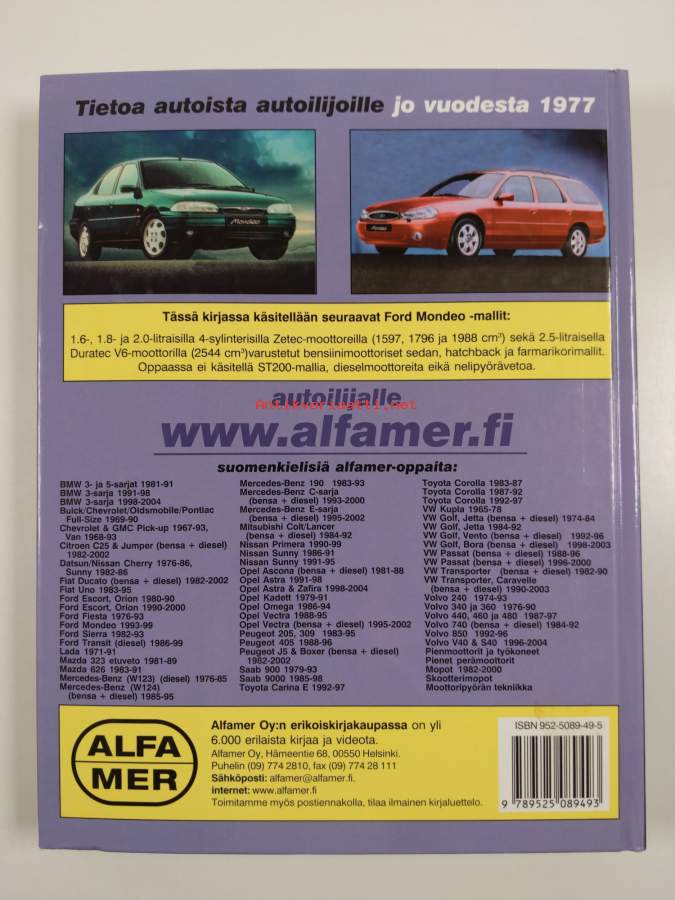 Tietoa autoista autoilijoille jo vuodesta 1977
Mondeo
Mondeo
Tässä kirjassa käsitellään seuraavat Ford Mondeo -mallit:
1.6-, 1.8- ja 2.0-litraisilla 4-sylinterisilla Zetec-moottoreilla (1597, 1796 ja 1988 cm³) sekä 2.5-litraisella
Duratec V6-moottorilla (2544 cm³)varustetut bensiinimoottoriset sedan, hatchback ja farmarikorimallit.
Oppaassa ei käsitellä ST200-mallia, dieselmoottoreita eikä nelipyörävetoa.
autoilijalle
Antikvariaatti.net
www.alfamer.fi
suomenkielisiä alfamer-oppaita:
BMW 3- ja 5-sarjat 1981-91
BMW 3-sarja 1991-98
BMW 3-sarja 1998-2004
Buick/Chevrolet/Oldsmobile/Pontiac
Full-Size 1969-90
Chevrolet & GMC Pick-up 1967-93,
Van 1968-93
Citroen C25 & Jumper (bensa + diesel)
1982-2002
Datsun/Nissan Cherry 1976-86,
Sunny 1982-86
Fiat Ducato (bensa + diesel) 1982-2002
Fiat Uno 1983-95
Ford Escort, Orion 1980-90
Ford Escort, Orion 1990-2000
Ford Fiesta 1976-93
Ford Mondeo 1993-99
Ford Sierra 1982-93
Ford Transit (diesel) 1986-99
Lada 1971-91
Mazda 323 etuveto 1981-89
Mazda 626 1983-91
Mercedes-Benz (W123) (diesel) 1976-85
Mercedes-Benz (W124)
(bensa + diesel) 1985-95
Mercedes-Benz 190 1983-93
Mercedes-Benz C-sarja
(bensa + diesel) 1993-2000
Mercedes-Benz E-sarja
(bensa + diesel) 1995-2002
Mitsubishi Colt/Lancer
(bensa + diesel) 1984-92
Nissan Primera 1990-99
Nissan Sunny 1986-91
Nissan Sunny 1991-95
Opel Ascona (bensa + diesel) 1981-88
Opel Astra 1991-98
Opel Astra & Zafira 1998-2004
Opel Kadett 1979-91
Opel Omega 1986-94
Opel Vectra 1988-95
Opel Vectra (bensa + diesel) 1995-2002
Peugeot 205, 309 1983-95
Peugeot 405 1988-96
Peugeot J5 & Boxer (bensa + diesel)
1982-2002
Saab 900 1979-93
Saab 9000 1985-98
Toyota Carina E 1992-97
Toyota Corolla 1983-87
Toyota Corolla 1987-92
Toyota Corolla 1992-97
VW Kupla 1965-78
VW Golf, Jetta (bensa + diesel) 1974-84
VW Golf, Jetta 1984-92
VW Golf, Vento (bensa + diesel) 1992-96
VW Golf, Bora (bensa + diesel) 1998-2003
VW Passat (bensa + diesel) 1988-96
VW Passat (bensa + diesel) 1996-2000
VW Transporter (bensa + diesel) 1982-90
VW Transporter, Caravelle
(bensa + diesel) 1990-2003
Volvo 240 1974-93
Volvo 340 ja 360 1976-90
Volvo 440, 460 ja 480 1987-97
Volvo 740 (bensa + diesel) 1984-92
Volvo 850 1992-96
Volvo V40 & S40 1996-2004
Pienmoottorit ja työkoneet
Pienet perämoottorit
Mopot 1982-2000
Skootterimopot
Moottoripyörän tekniikka
ALFA
MER
Alfamer Oy:n erikoiskirjakaupassa on yli
6.000 erilaista kirjaa ja videota.
Alfamer Oy, Hämeentie 68, 00550 Helsinki.
Puhelin (09) 774 2810, fax (09) 774 28 111
Sähköposti: alfamer@alfamer.fi.
internet: www.alfamer.fi
Toimitamme myös postiennakolla, tilaa ilmainen kirjaluettelo.
ISBN 952-5089-49-5
9 789525 089493